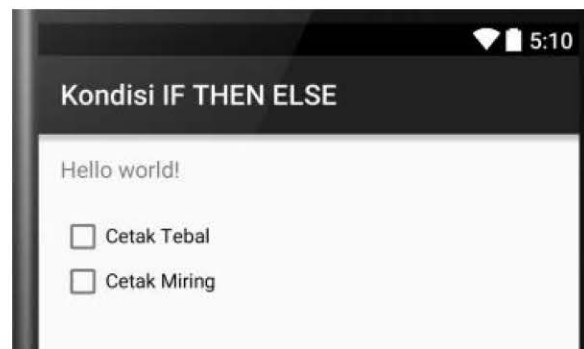 5:10
Kondisi IF THEN ELSE
Hello world!
Cetak Tebal
Cetak Miring